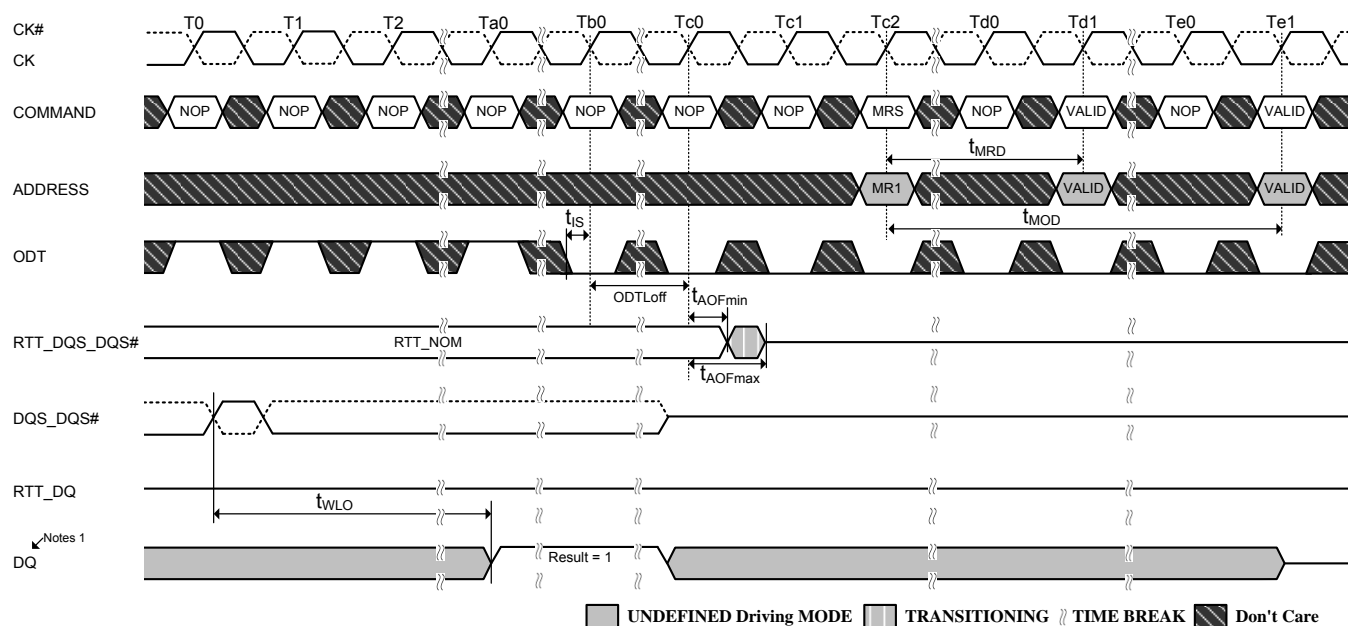 T0 T1 T2 Ta0 Tb0 Tc0 Tc1 Tc2 Td0 Td1 Te0 Te1
CK#
CK
COMMAND NOP NOP NOP NOP NOP NOP NOP MRS NOP VALID NOP VALID
tMRD
ADDRESS MR1 VALID VALID
tIS
tMOD
ODT
ODTLoff
tAOFmin
RTT_DQS_DQS# RTT_NOM
tAOFmax
DQS_DQS#
RTT_DQ
tWLO
Notes 1
DQ Result = 1
UNDEFINED Driving MODE TRANSITIONING TIME BREAK Don't Care